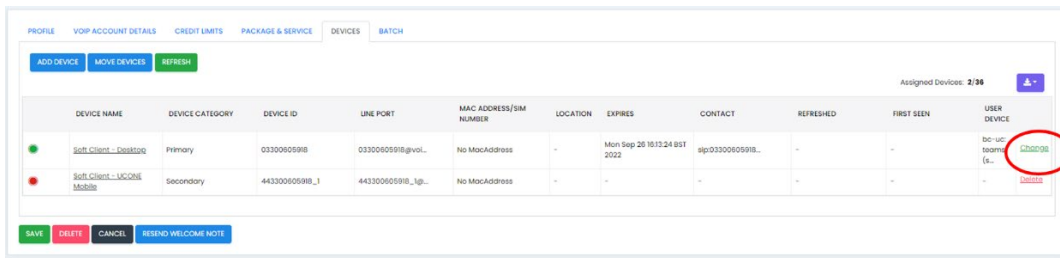 PROFILE VOIP ACCOUNT DETAILS CREDIT LIMITS PACKAGE & SERVICE DEVICES BATCH
ADD DEVICE MOVE DEVICES REFRESH
Assigned Devices: 2/36
DEVICE NAME DEVICE CATEGORY DEVICE ID LINE PORT MAC ADDRESS/SIM NUMBER LOCATION EXPIRES CONTACT REFRESHED FIRST SEEN USER DEVICE
Soft Client - Desktop Primary 03300605918 03300605918@voi... No MacAddress - Mon Sep 26 16:13:24 BST 2022 sip:03300605918... - - bc-uc: teams (s... Change
Soft Client - UCONE Mobile Secondary 443300605918_1 443300605918_1@... No MacAddress - - - - - - Delete
SAVE DELETE CANCEL RESEND WELCOME NOTE